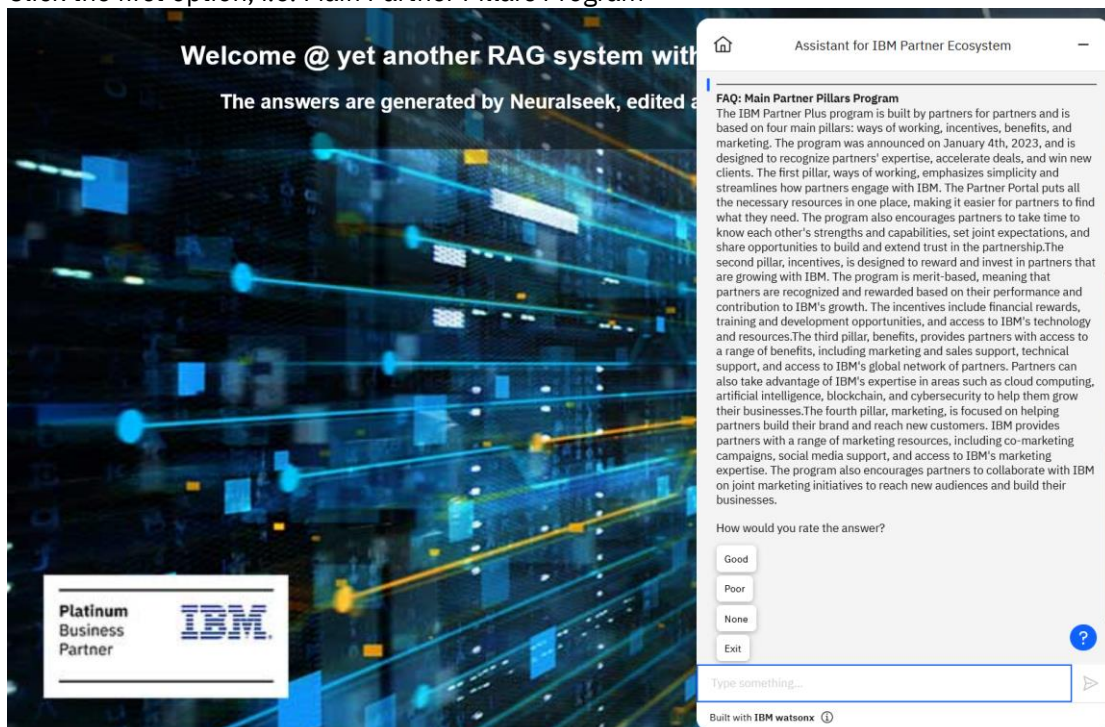 Click the first option, i.e. Main Partner Pillars Program
Welcome @ yet another RAG system with
The answers are generated by Neuralseek, edited a
Platinum
Business
Partner
IBM.
Assistant for IBM Partner Ecosystem
FAQ: Main Partner Pillars Program
The IBM Partner Plus program is built by partners for partners and is
based on four main pillars: ways of working, incentives, benefits, and
marketing. The program was announced on January 4th, 2023, and is
designed to recognize partners' expertise, accelerate deals, and win new
clients. The first pillar, ways of working, emphasizes simplicity and
streamlines how partners engage with IBM. The Partner Portal puts all
the necessary resources in one place, making it easier for partners to find
what they need. The program also encourages partners to take time to
know each other's strengths and capabilities, set joint expectations, and
share opportunities to build and extend trust in the partnership.The
second pillar, incentives, is designed to reward and invest in partners that
are growing with IBM. The program is merit-based, meaning that
partners are recognized and rewarded based on their performance and
contribution to IBM's growth. The incentives include financial rewards,
training and development opportunities, and access to IBM's technology
and resources.The third pillar, benefits, provides partners with access to
a range of benefits, including marketing and sales support, technical
support, and access to IBM's global network of partners. Partners can
also take advantage of IBM's expertise in areas such as cloud computing,
artificial intelligence, blockchain, and cybersecurity to help them grow
their businesses.The fourth pillar, marketing, is focused on helping
partners build their brand and reach new customers. IBM provides
partners with a range of marketing resources, including co-marketing
campaigns, social media support, and access to IBM's marketing
expertise. The program also encourages partners to collaborate with IBM
on joint marketing initiatives to reach new audiences and build their
businesses.
How would you rate the answer?
Good
Poor
None
Exit
?
Type something...
Built with IBM watsonx